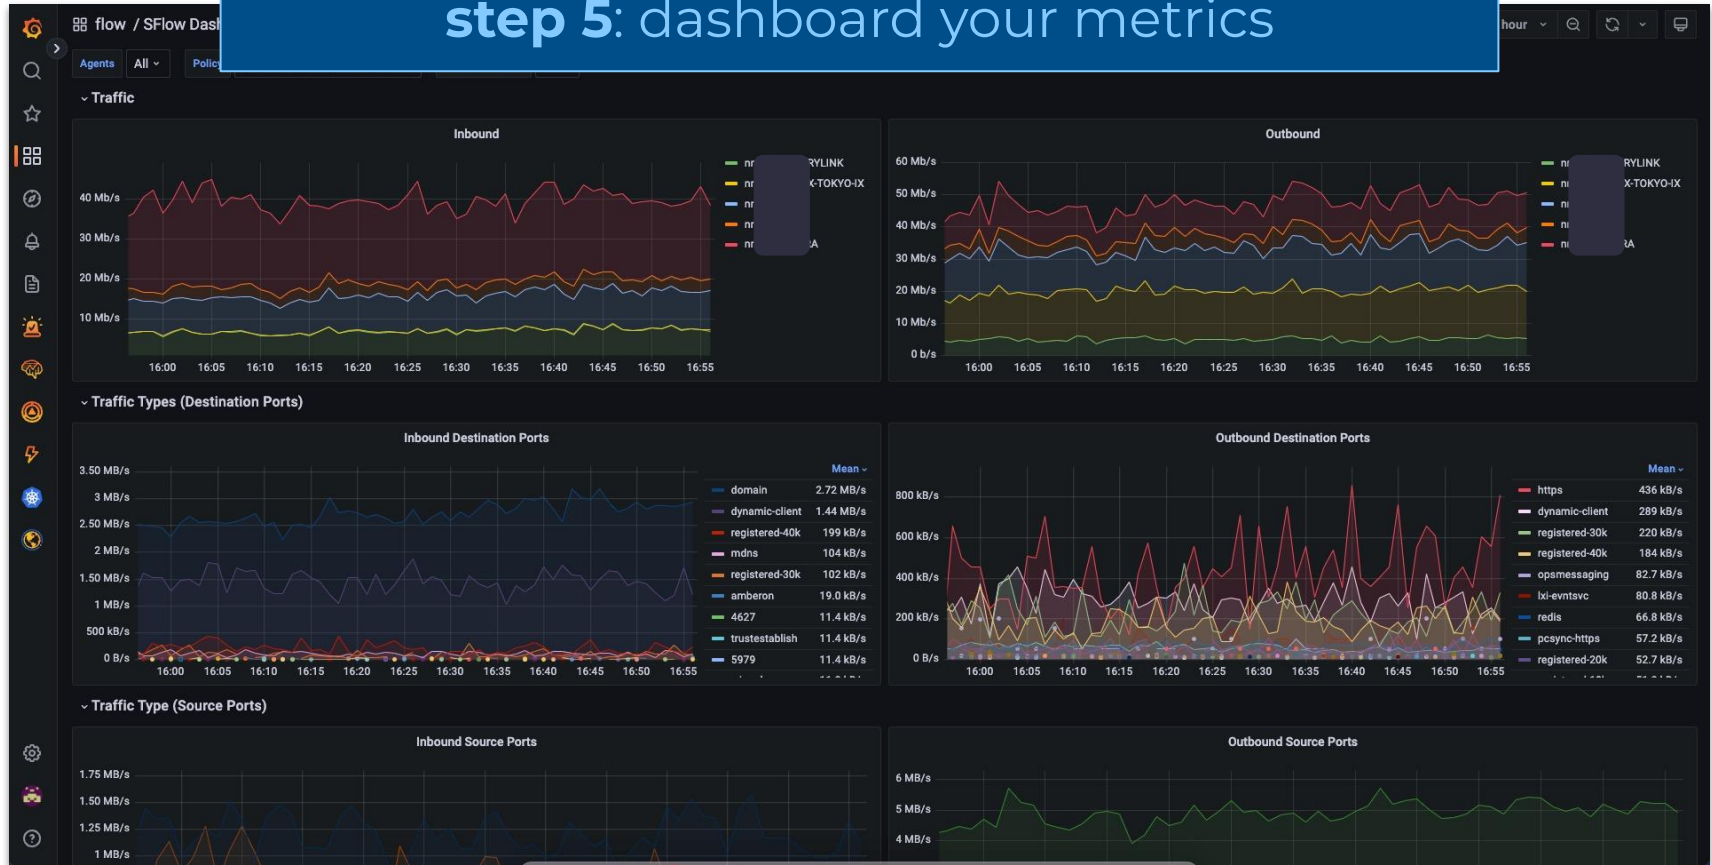 step 5: dashboard your metrics
flow / SFlow Dash
hour
Agents All
Policy
Traffic
Inbound
40 Mb/s
30 Mb/s
20 Mb/s
10 Mb/s
16:00 16:05 16:10 16:15 16:20 16:25 16:30 16:35 16:40 16:45 16:50 16:55
RYLINK
X-TOKYO-IX
Outbound
60 Mb/s
50 Mb/s
40 Mb/s
30 Mb/s
20 Mb/s
10 Mb/s
0 b/s
16:00 16:05 16:10 16:15 16:20 16:25 16:30 16:35 16:40 16:45 16:50 16:55
RYLINK
X-TOKYO-IX
Traffic Types (Destination Ports)
Inbound Destination Ports
3.50 MB/s
3 MB/s
2.50 MB/s
2 MB/s
1.50 MB/s
1 MB/s
500 kB/s
0 B/s
16:00 16:05 16:10 16:15 16:20 16:25 16:30 16:35 16:40 16:45 16:50 16:55
Mean
domain 2.72 MB/s
dynamic-client 1.44 MB/s
registered-40k 199 kB/s
mdns 104 kB/s
registered-30k 102 kB/s
amberon 19.0 kB/s
4627 11.4 kB/s
trustestablish 11.4 kB/s
5979 11.4 kB/s
Outbound Destination Ports
800 kB/s
600 kB/s
400 kB/s
200 kB/s
0 B/s
16:00 16:05 16:10 16:15 16:20 16:25 16:30 16:35 16:40 16:45 16:50 16:55
Mean
https 436 kB/s
dynamic-client 289 kB/s
registered-30k 220 kB/s
registered-40k 184 kB/s
opsmessaging 82.7 kB/s
lxi-evntsvc 80.8 kB/s
redis 66.8 kB/s
pcsync-https 57.2 kB/s
registered-20k 52.7 kB/s
Traffic Type (Source Ports)
Inbound Source Ports
1.75 MB/s
1.50 MB/s
1.25 MB/s
1 MB/s
Outbound Source Ports
6 MB/s
5 MB/s
4 MB/s